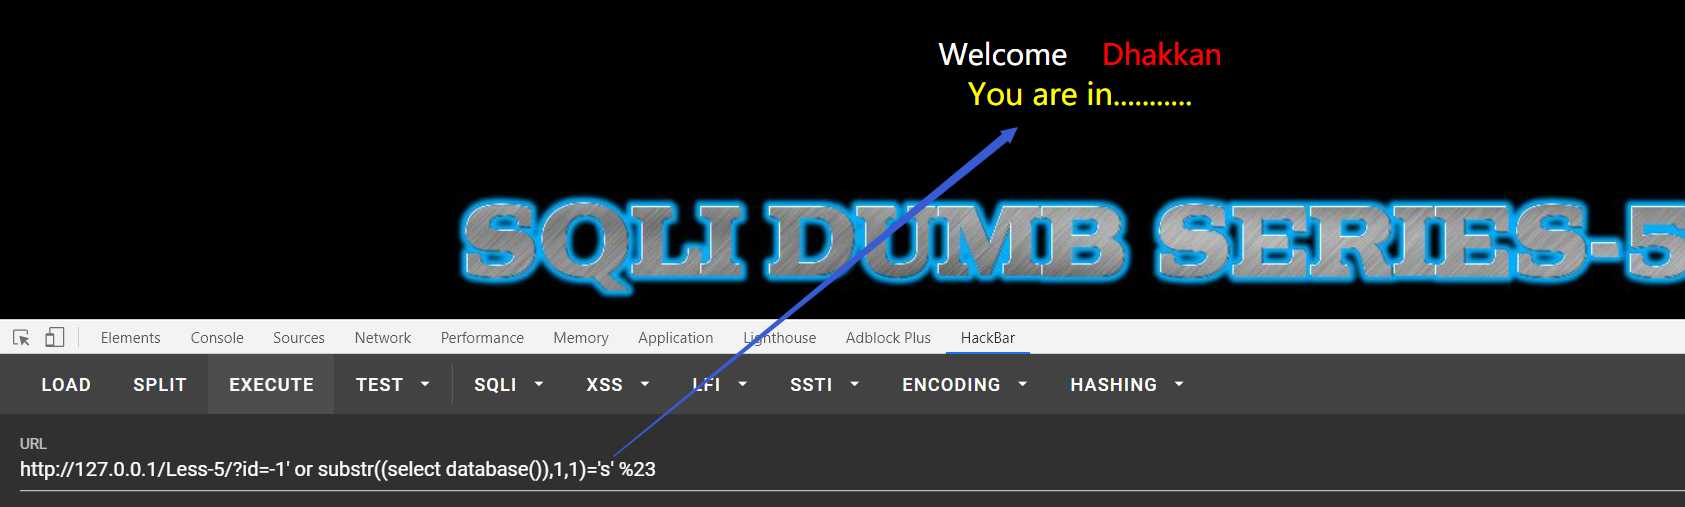 Welcome Dhakkan
You are in...........
SQLI DUMB SERIES-5
Elements Console Sources Network Performance Memory Application Lighthouse Adblock Plus HackBar
LOAD SPLIT EXECUTE TEST SQLI XSS LFI SSTI ENCODING HASHING
URL
http://127.0.0.1/Less-5/?id=-1' or substr((select database()),1,1)='s' %23